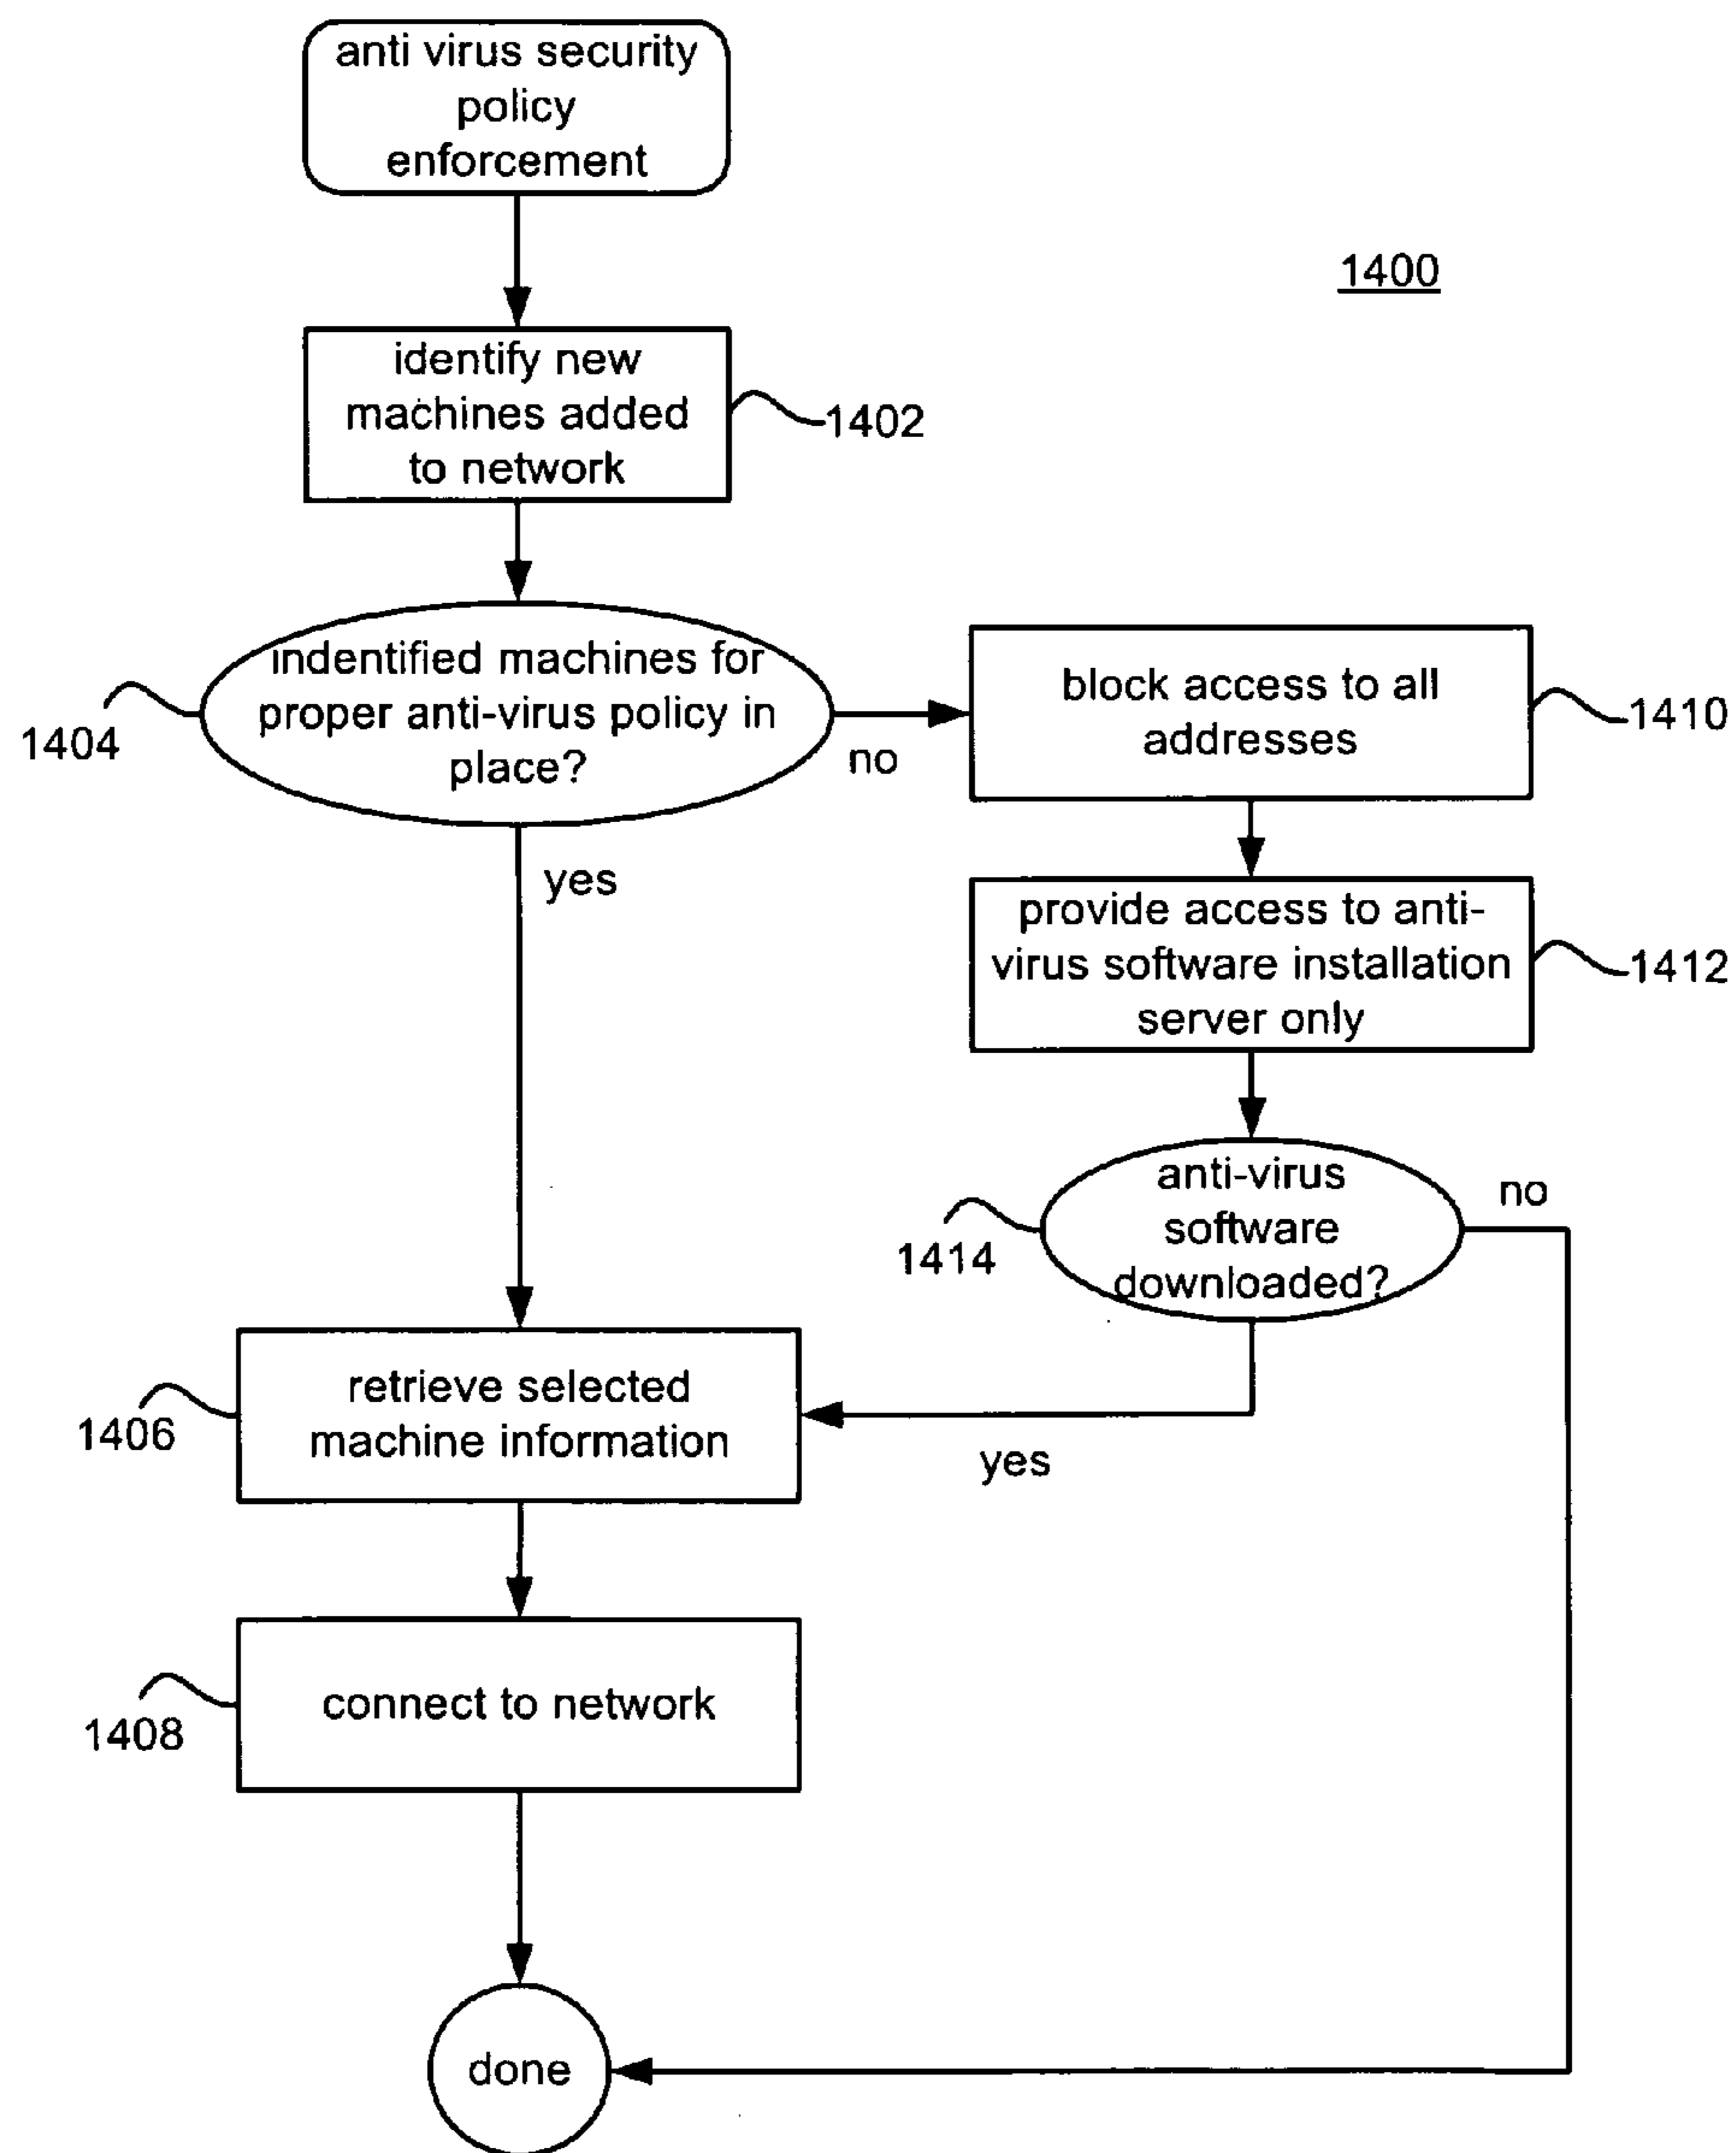 anti virus security
policy
enforcement
1400
identify new
machines added
to network
1402
indentified machines for
proper anti-virus policy in
place?
1404
no
block access to all
addresses
1410
yes
provide access to anti-
virus software installation
server only
1412
anti-virus
software
downloaded?
1414
no
retrieve selected
machine information
1406
yes
connect to network
1408
done